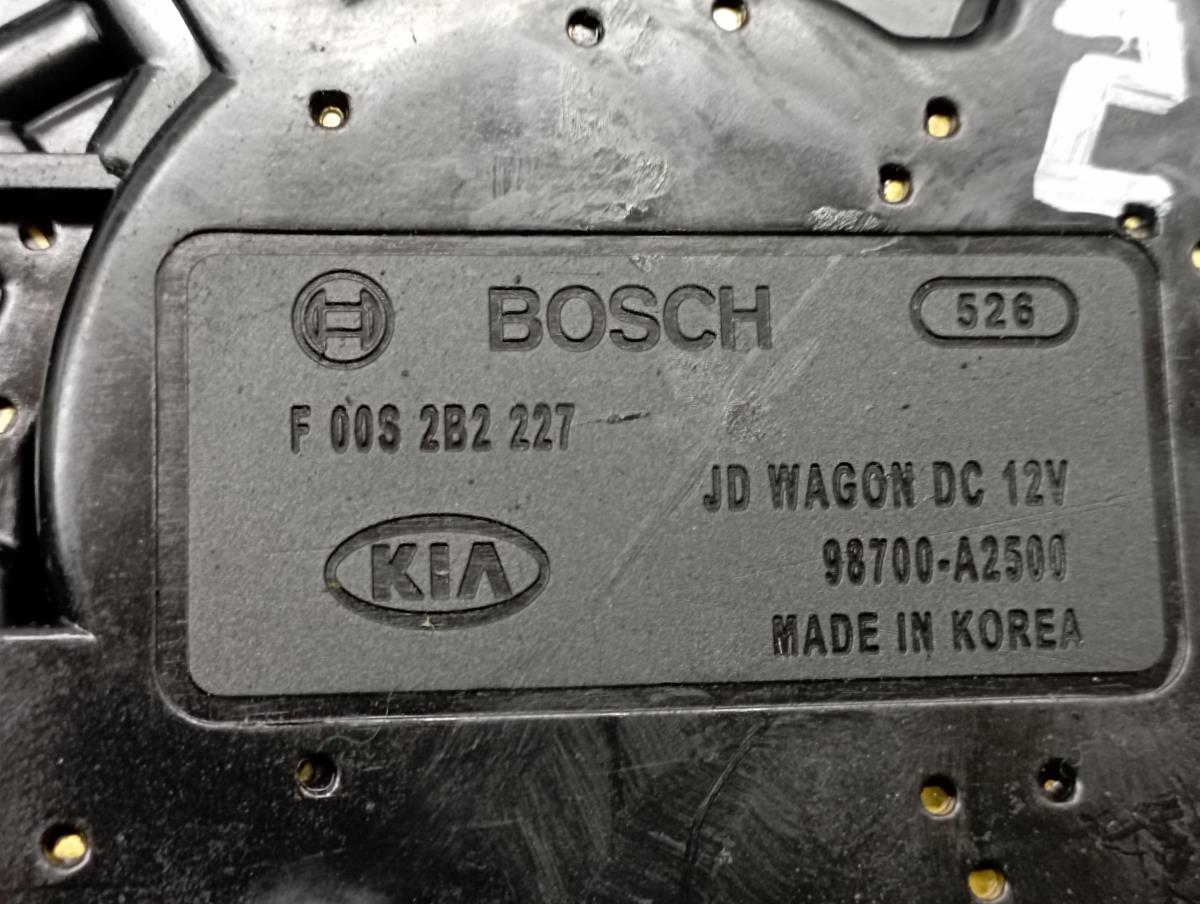 BOSCH
526
F 00S 2B2 227
JD WAGON DC 12V
98700-A2500
KIA
MADE IN KOREA